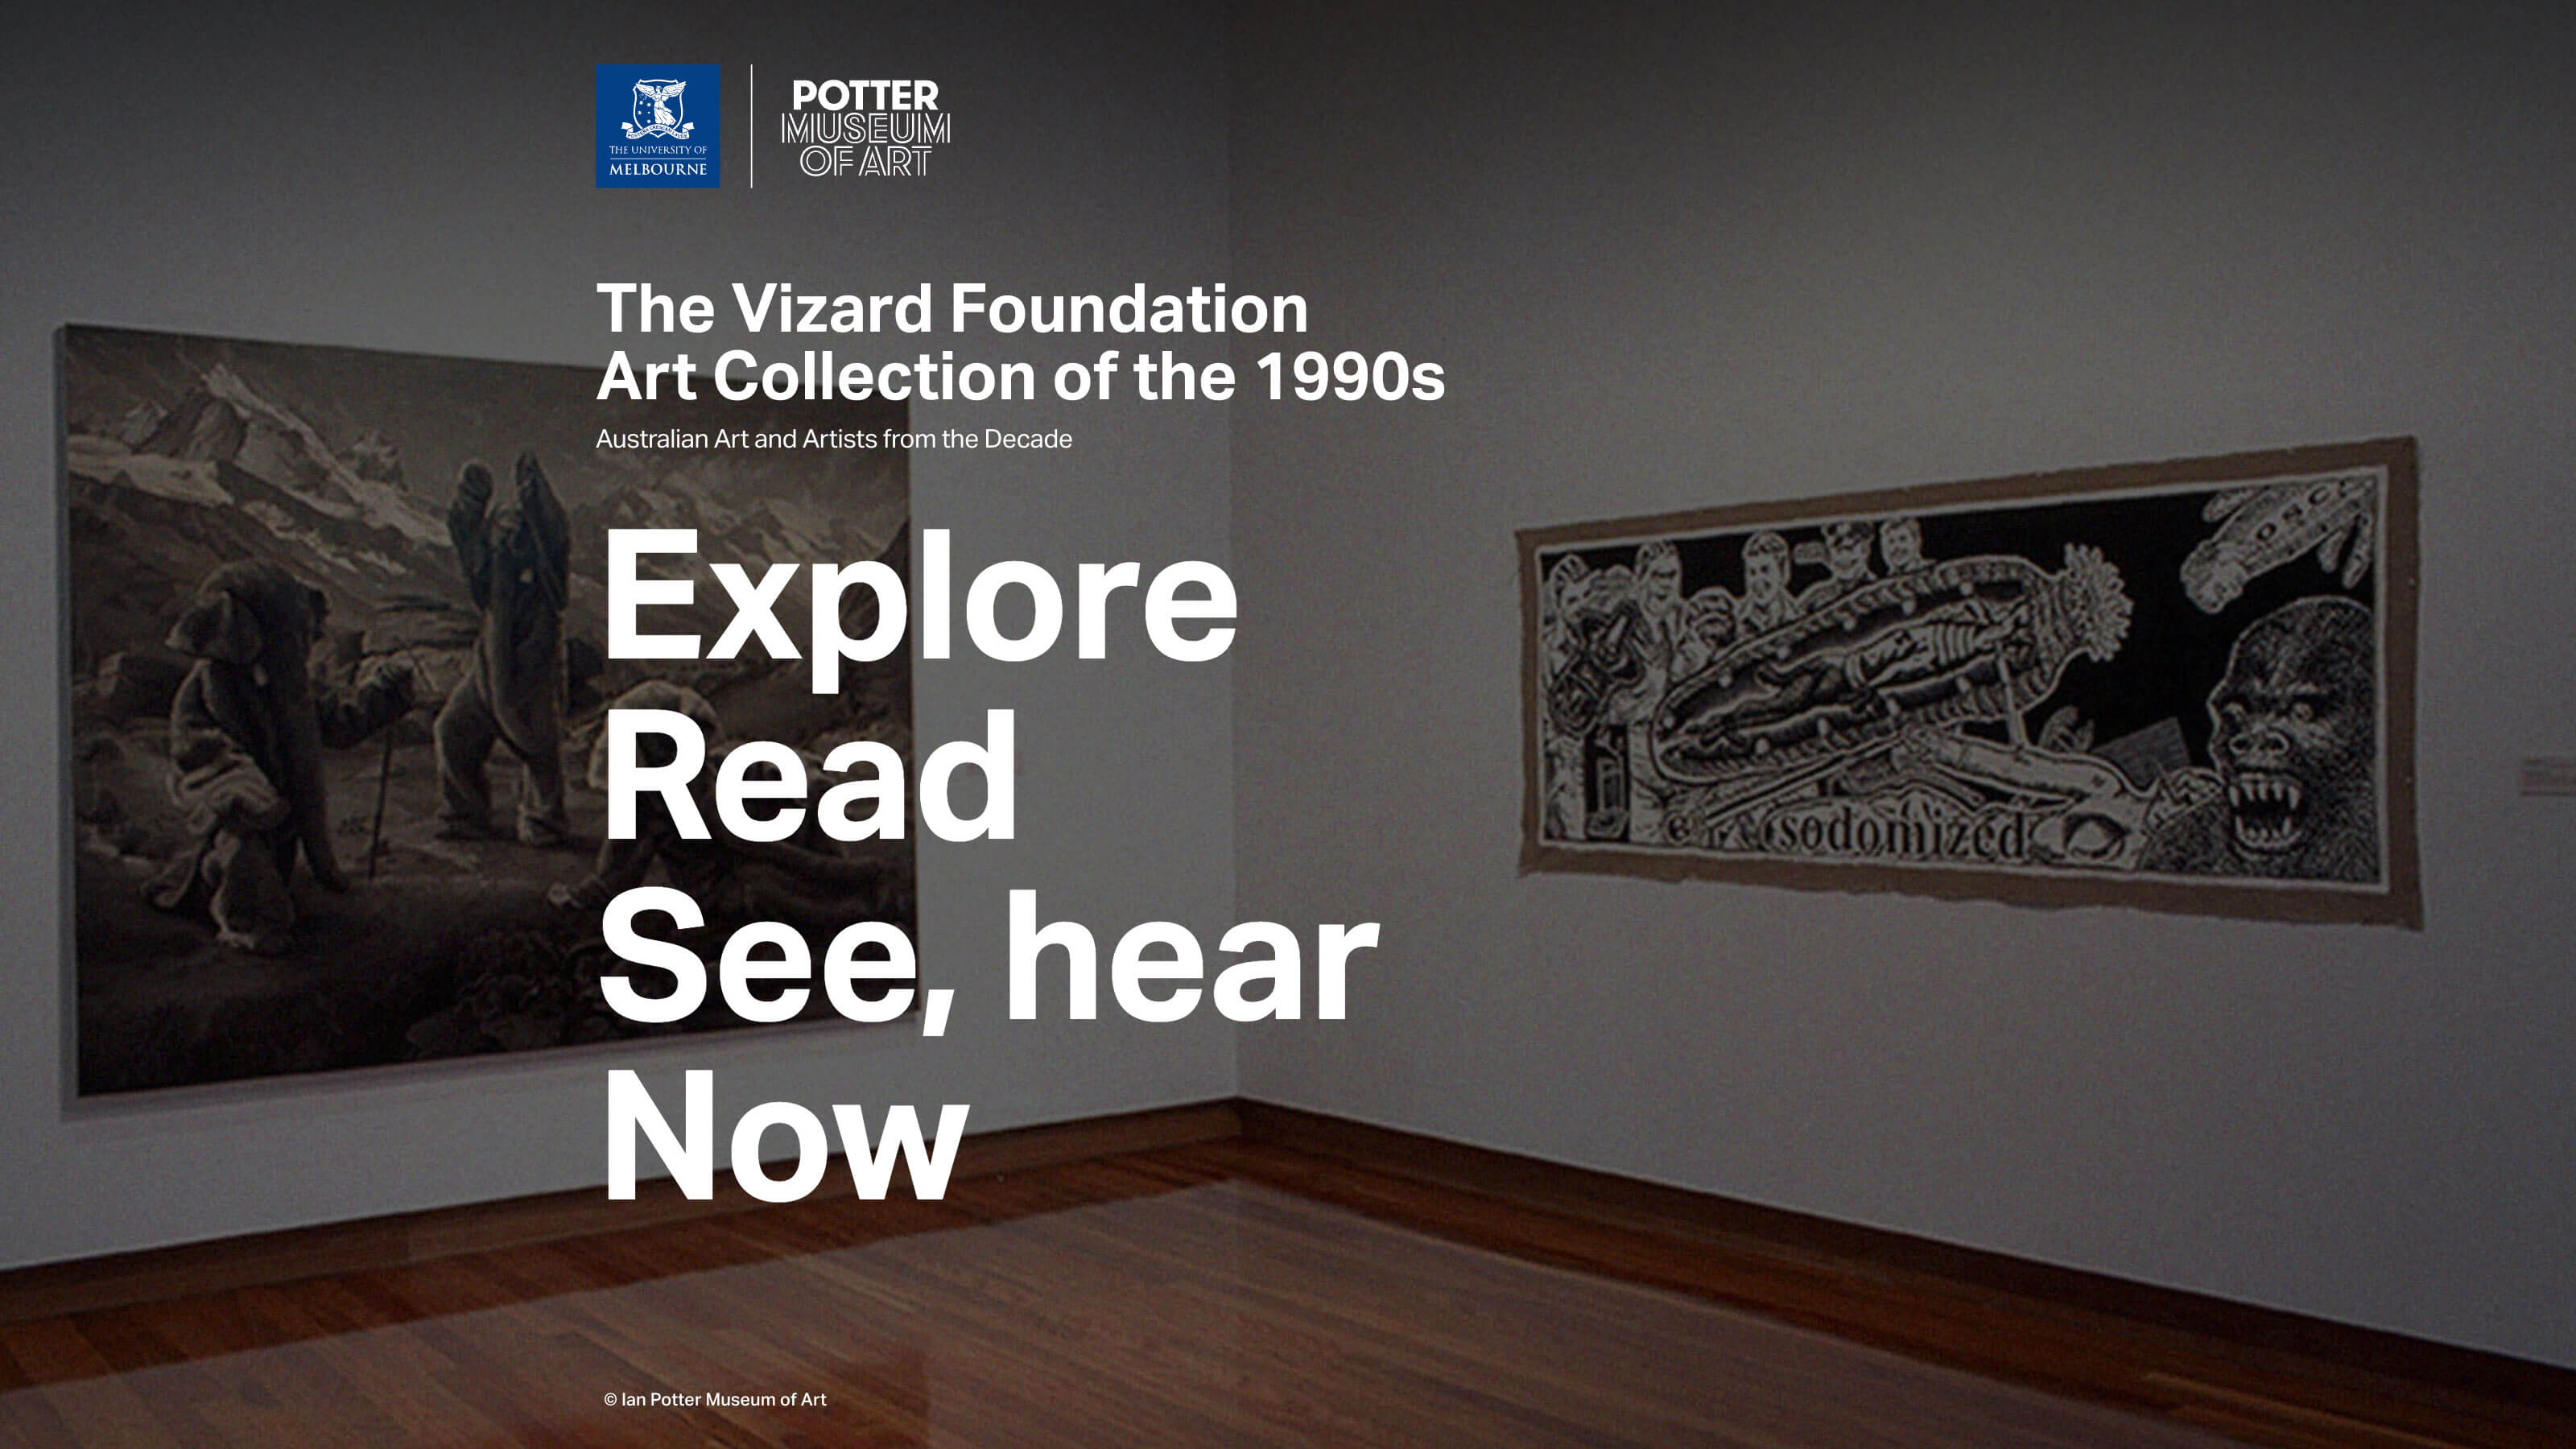 THE UNIVERSITY OF
MELBOURNE
POTTER
MUSEUM
OF ART
The Vizard Foundation
Art Collection of the 1990s
Australian Art and Artists from the Decade
Explore
Read
See, hear
Now
sodomized
© Ian Potter Museum of Art